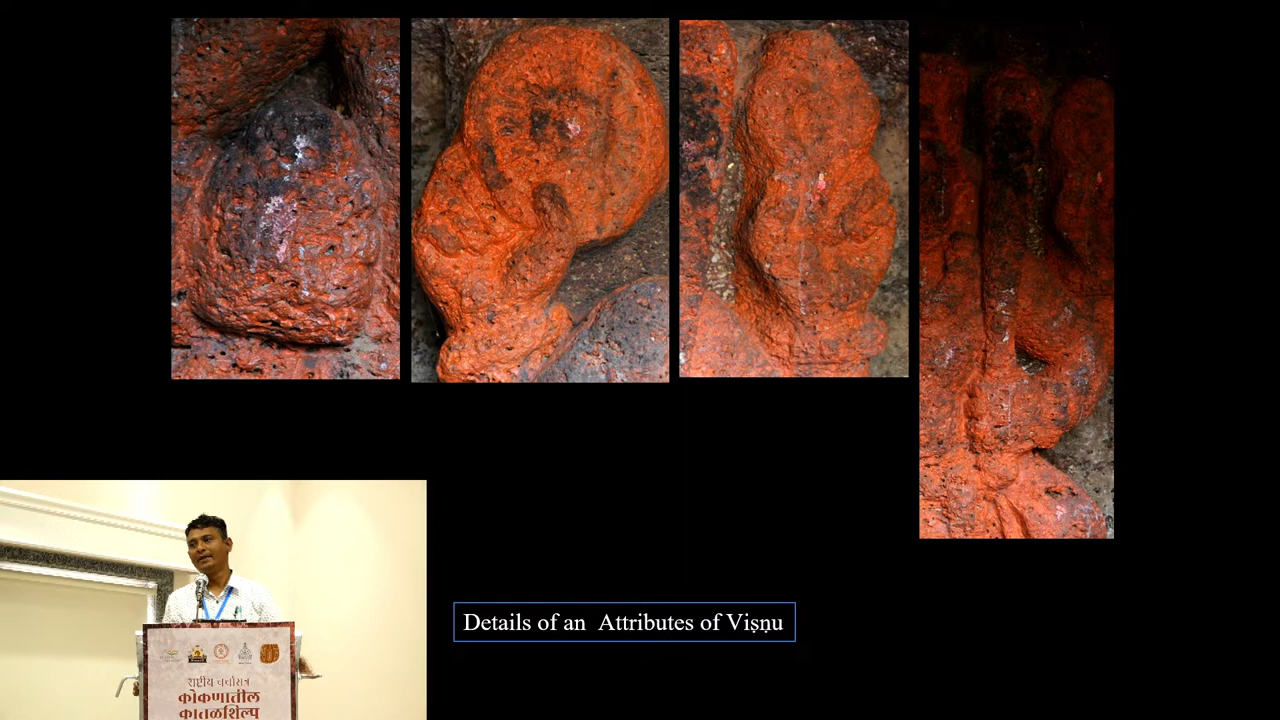 Details of an  Attributes of Viṣṇu
राष्ट्रीय चर्चासत्र
कोकणातील
कातळशिल्प